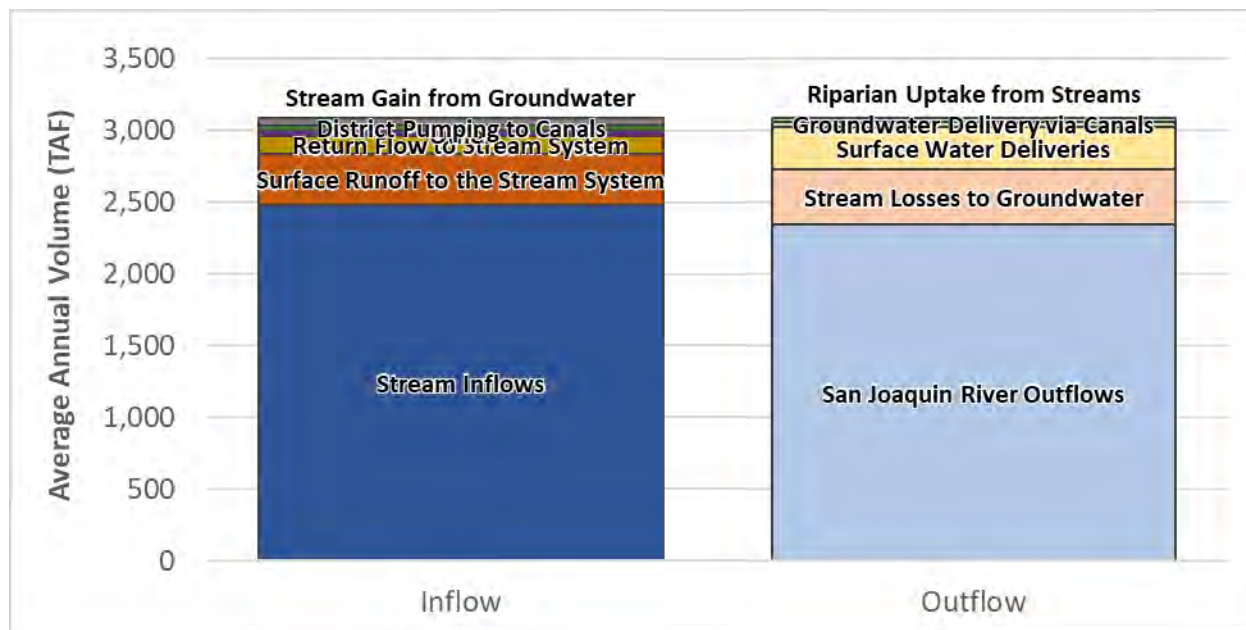 Average Annual Volume (TAF)
3,500
3,000
2,500
2,000
1,500
1,000
500
0
Stream Gain from Groundwater
District Pumping to Canals
Return Flow to Stream System
Surface Runoff to the Stream System
Stream Inflows
Riparian Uptake from Streams
Groundwater Delivery via Canals
Surface Water Deliveries
Stream Losses to Groundwater
San Joaquin River Outflows
Inflow
Outflow